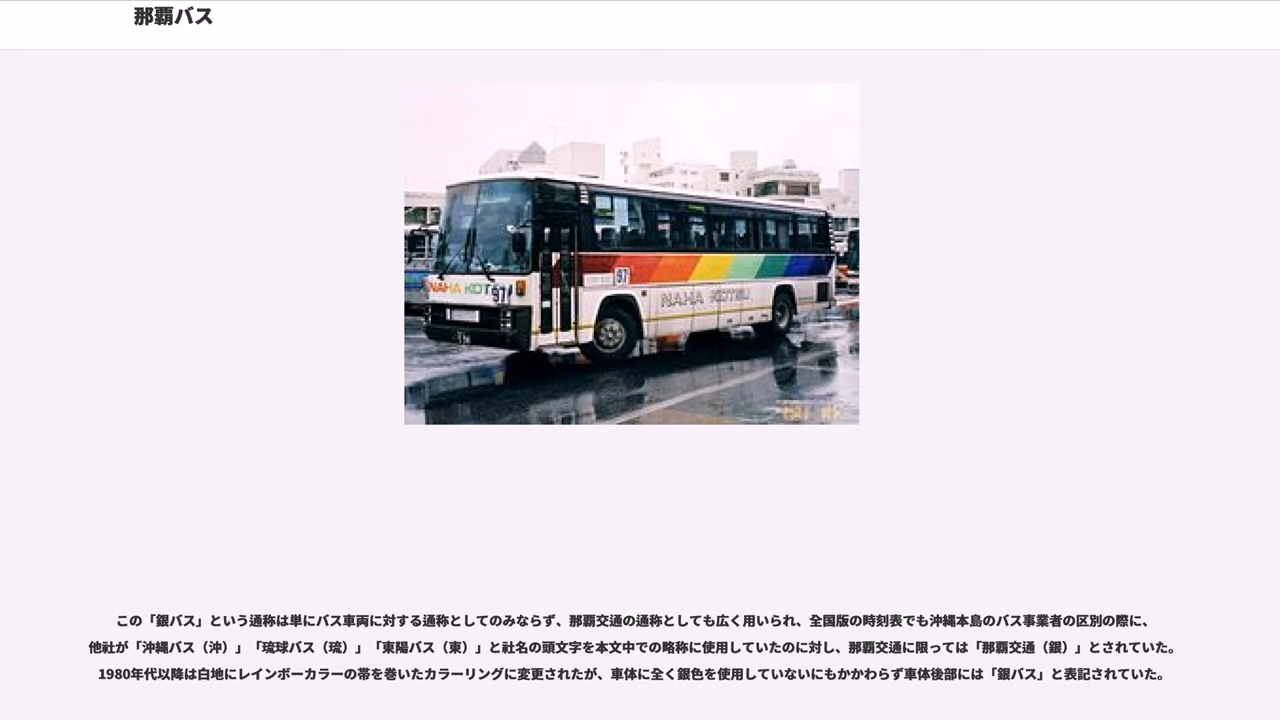 那覇バス
NAHA KOT
97
97
NAHA KOTSU
この「銀バス」という通称は単にバス車両に対する通称としてのみならず、那覇交通の通称としても広く用いられ、全国版の時刻表でも沖縄本島のバス事業者の区別の際に、
他社が「沖縄バス（沖）」「琉球バス（琉）」「東陽バス（東）」と社名の頭文字を本文中での略称に使用していたのに対し、那覇交通に限っては「那覇交通（銀）」とされていた。
1980年代以降は白地にレインボーカラーの帯を巻いたカラーリングに変更されたが、車体に全く銀色を使用していないにもかかわらず車体後部には「銀バス」と表記されていた。